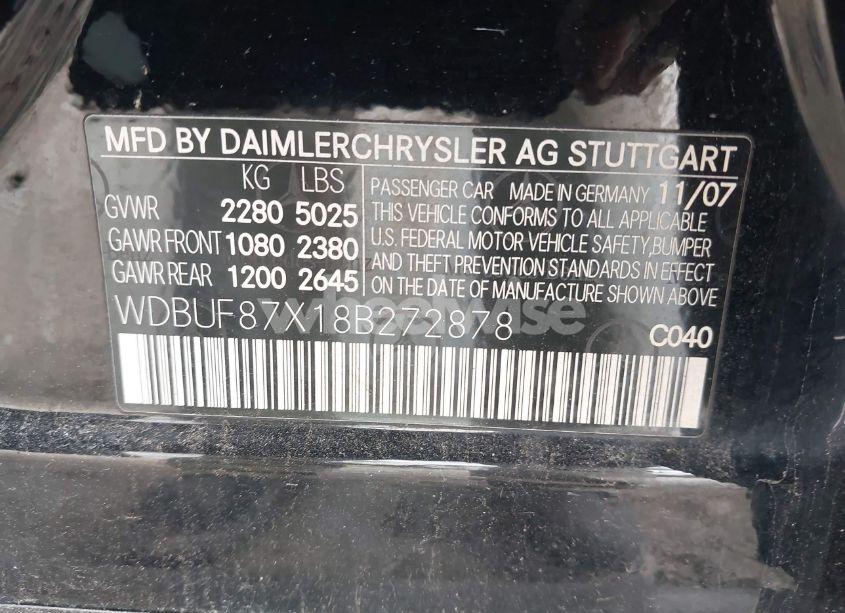 MFD BY DAIMLERCHRYSLER AG STUTTGART
KG LBS
GVWR 2280 5025
GAWR FRONT 1080 2380
GAWR REAR 1200 2645
PASSENGER CAR MADE IN GERMANY 11/07
THIS VEHICLE CONFORMS TO ALL APPLICABLE
U.S. FEDERAL MOTOR VEHICLE SAFETY, BUMPER
AND THEFT PREVENTION STANDARDS IN EFFECT
ON THE DATE OF MANUFACTURE SHOWN ABOVE
WDBUF87X18B272878
C040